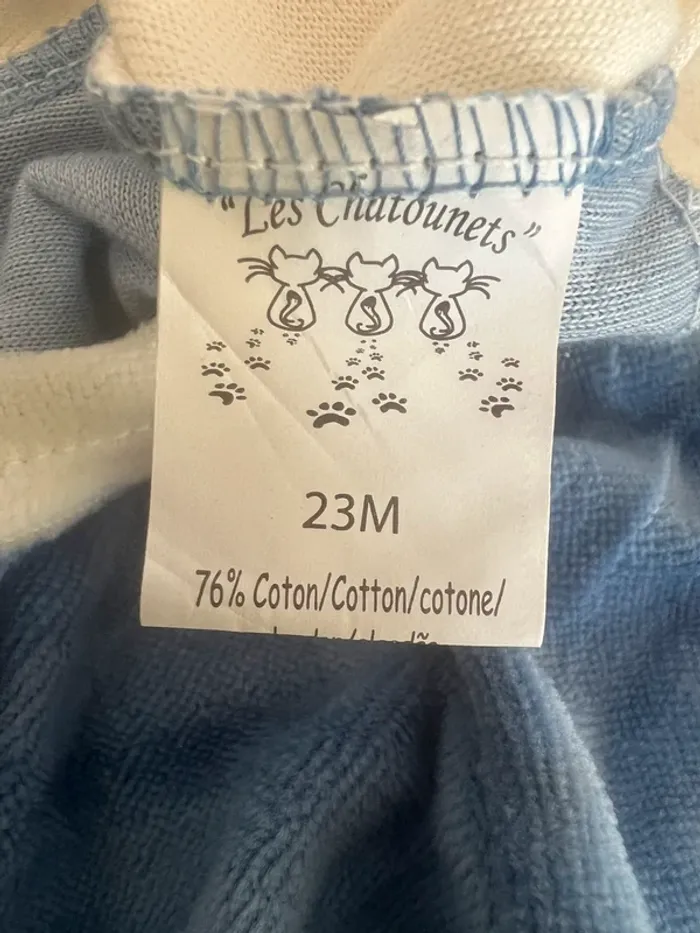 "Les Chatounets"
23M
76% Coton/Cotton/cotone/